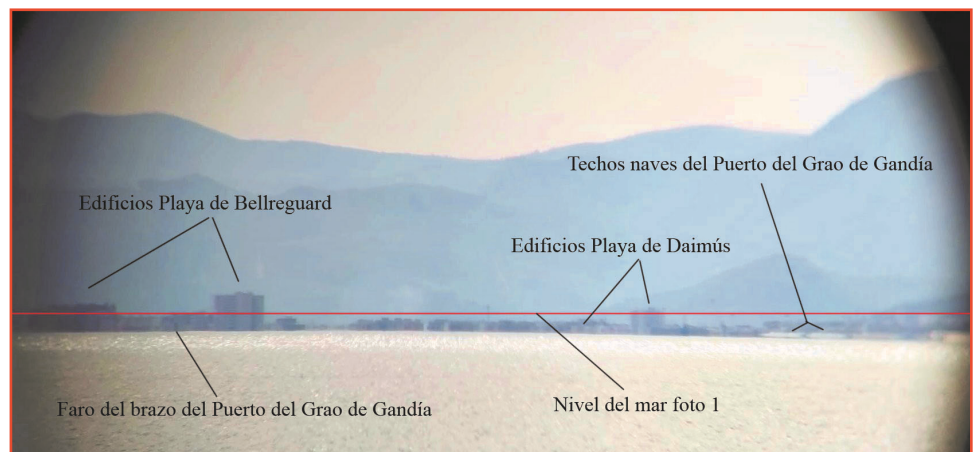 Techos naves del Puerto del Grao de Gandía
Edificios Playa de Bellreguard
Edificios Playa de Daimús
Faro del brazo del Puerto del Grao de Gandía
Nivel del mar foto 1